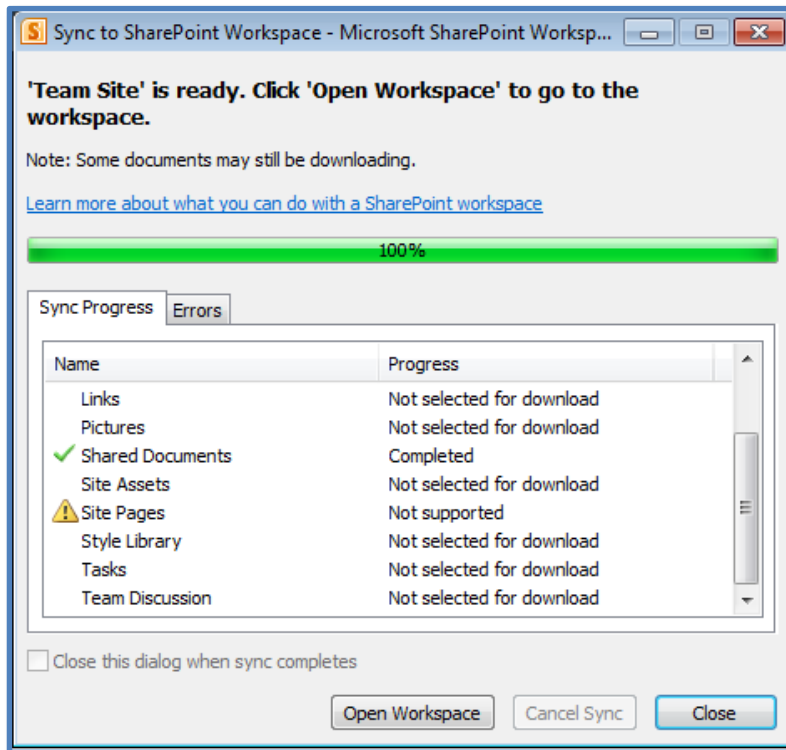 Sync to SharePoint Workspace - Microsoft SharePoint Worksp...
'Team Site' is ready. Click 'Open Workspace' to go to the
workspace.
Note: Some documents may still be downloading.
Learn more about what you can do with a SharePoint workspace
100%
Sync Progress Errors
Name Progress
Links Not selected for download
Pictures Not selected for download
Shared Documents Completed
Site Assets Not selected for download
Site Pages Not supported
Style Library Not selected for download
Tasks Not selected for download
Team Discussion Not selected for download
Close this dialog when sync completes
Open Workspace Cancel Sync Close